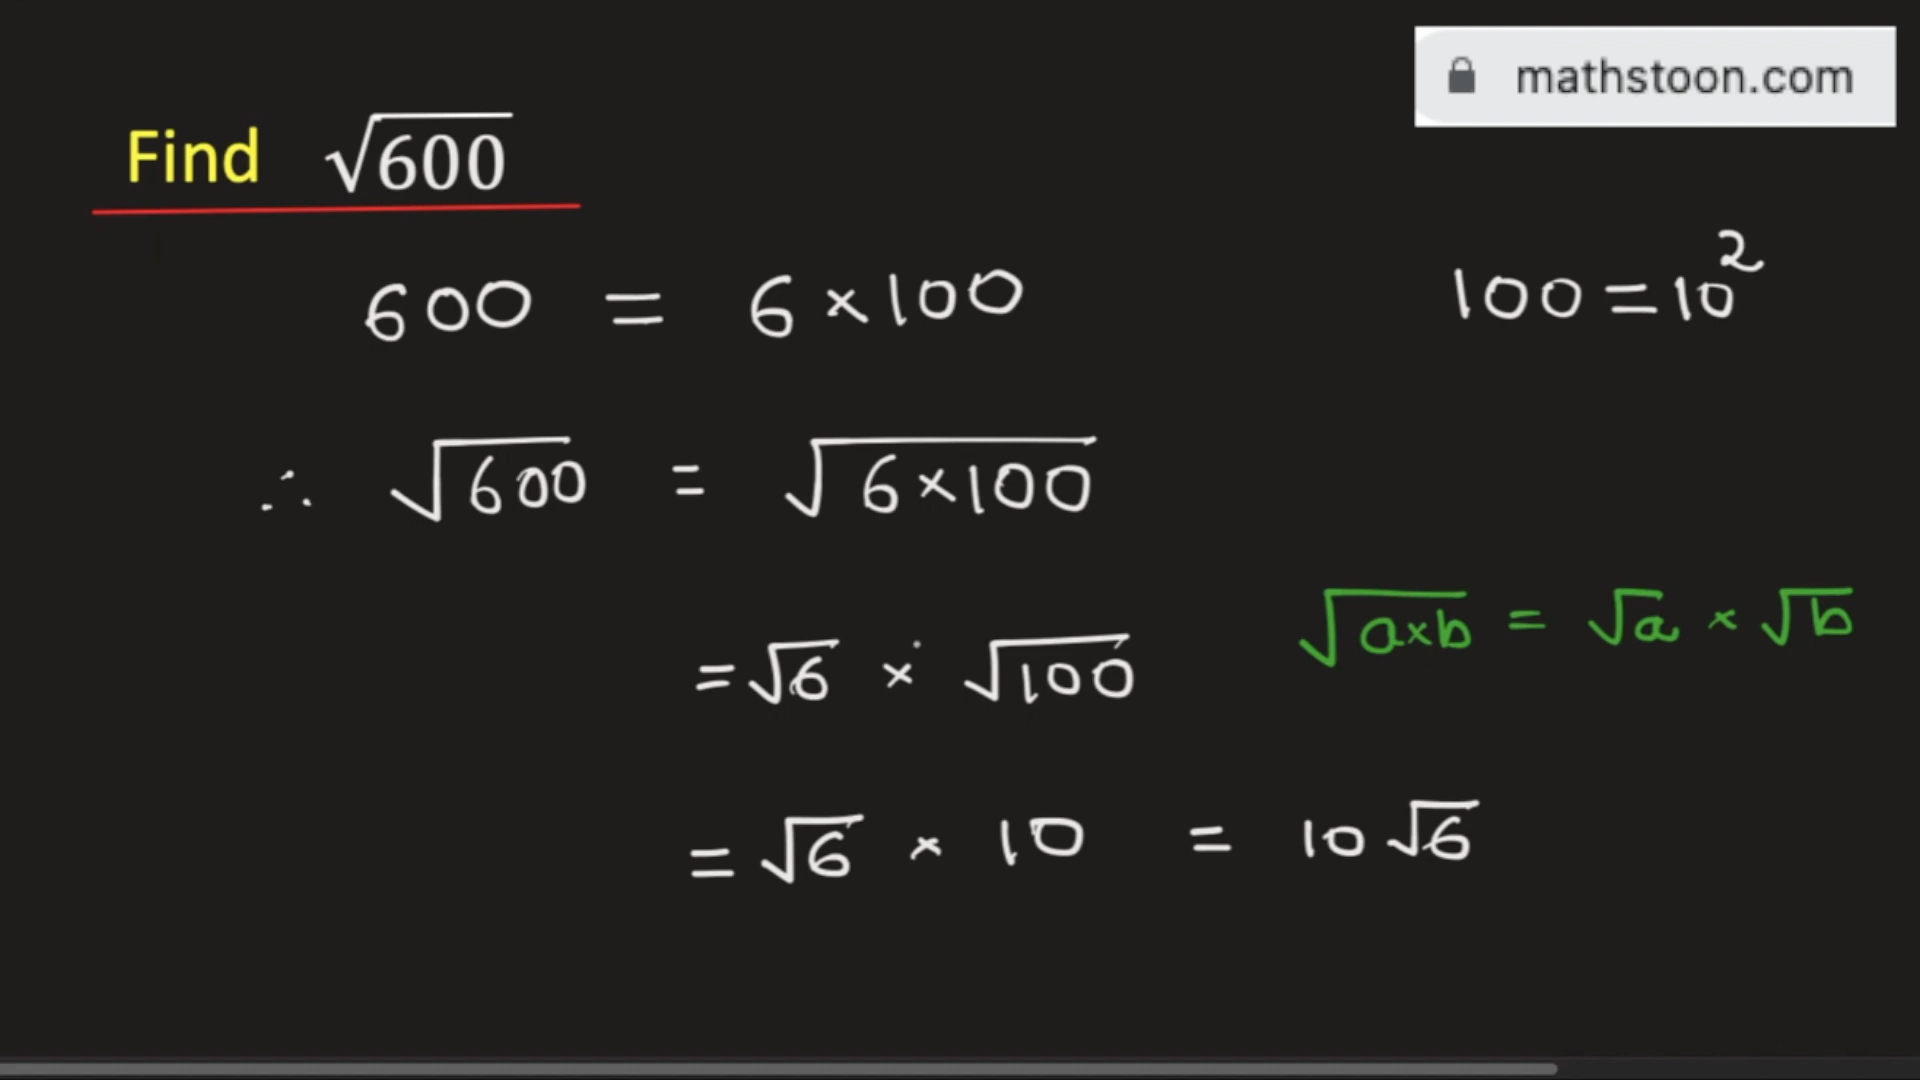 mathstoon.com
Find √600
600 = 6 × 100
100 = 10²
∴ √600 = √6×100
= √6 × √100
√a×b = √a × √b
= √6 × 10 = 10√6